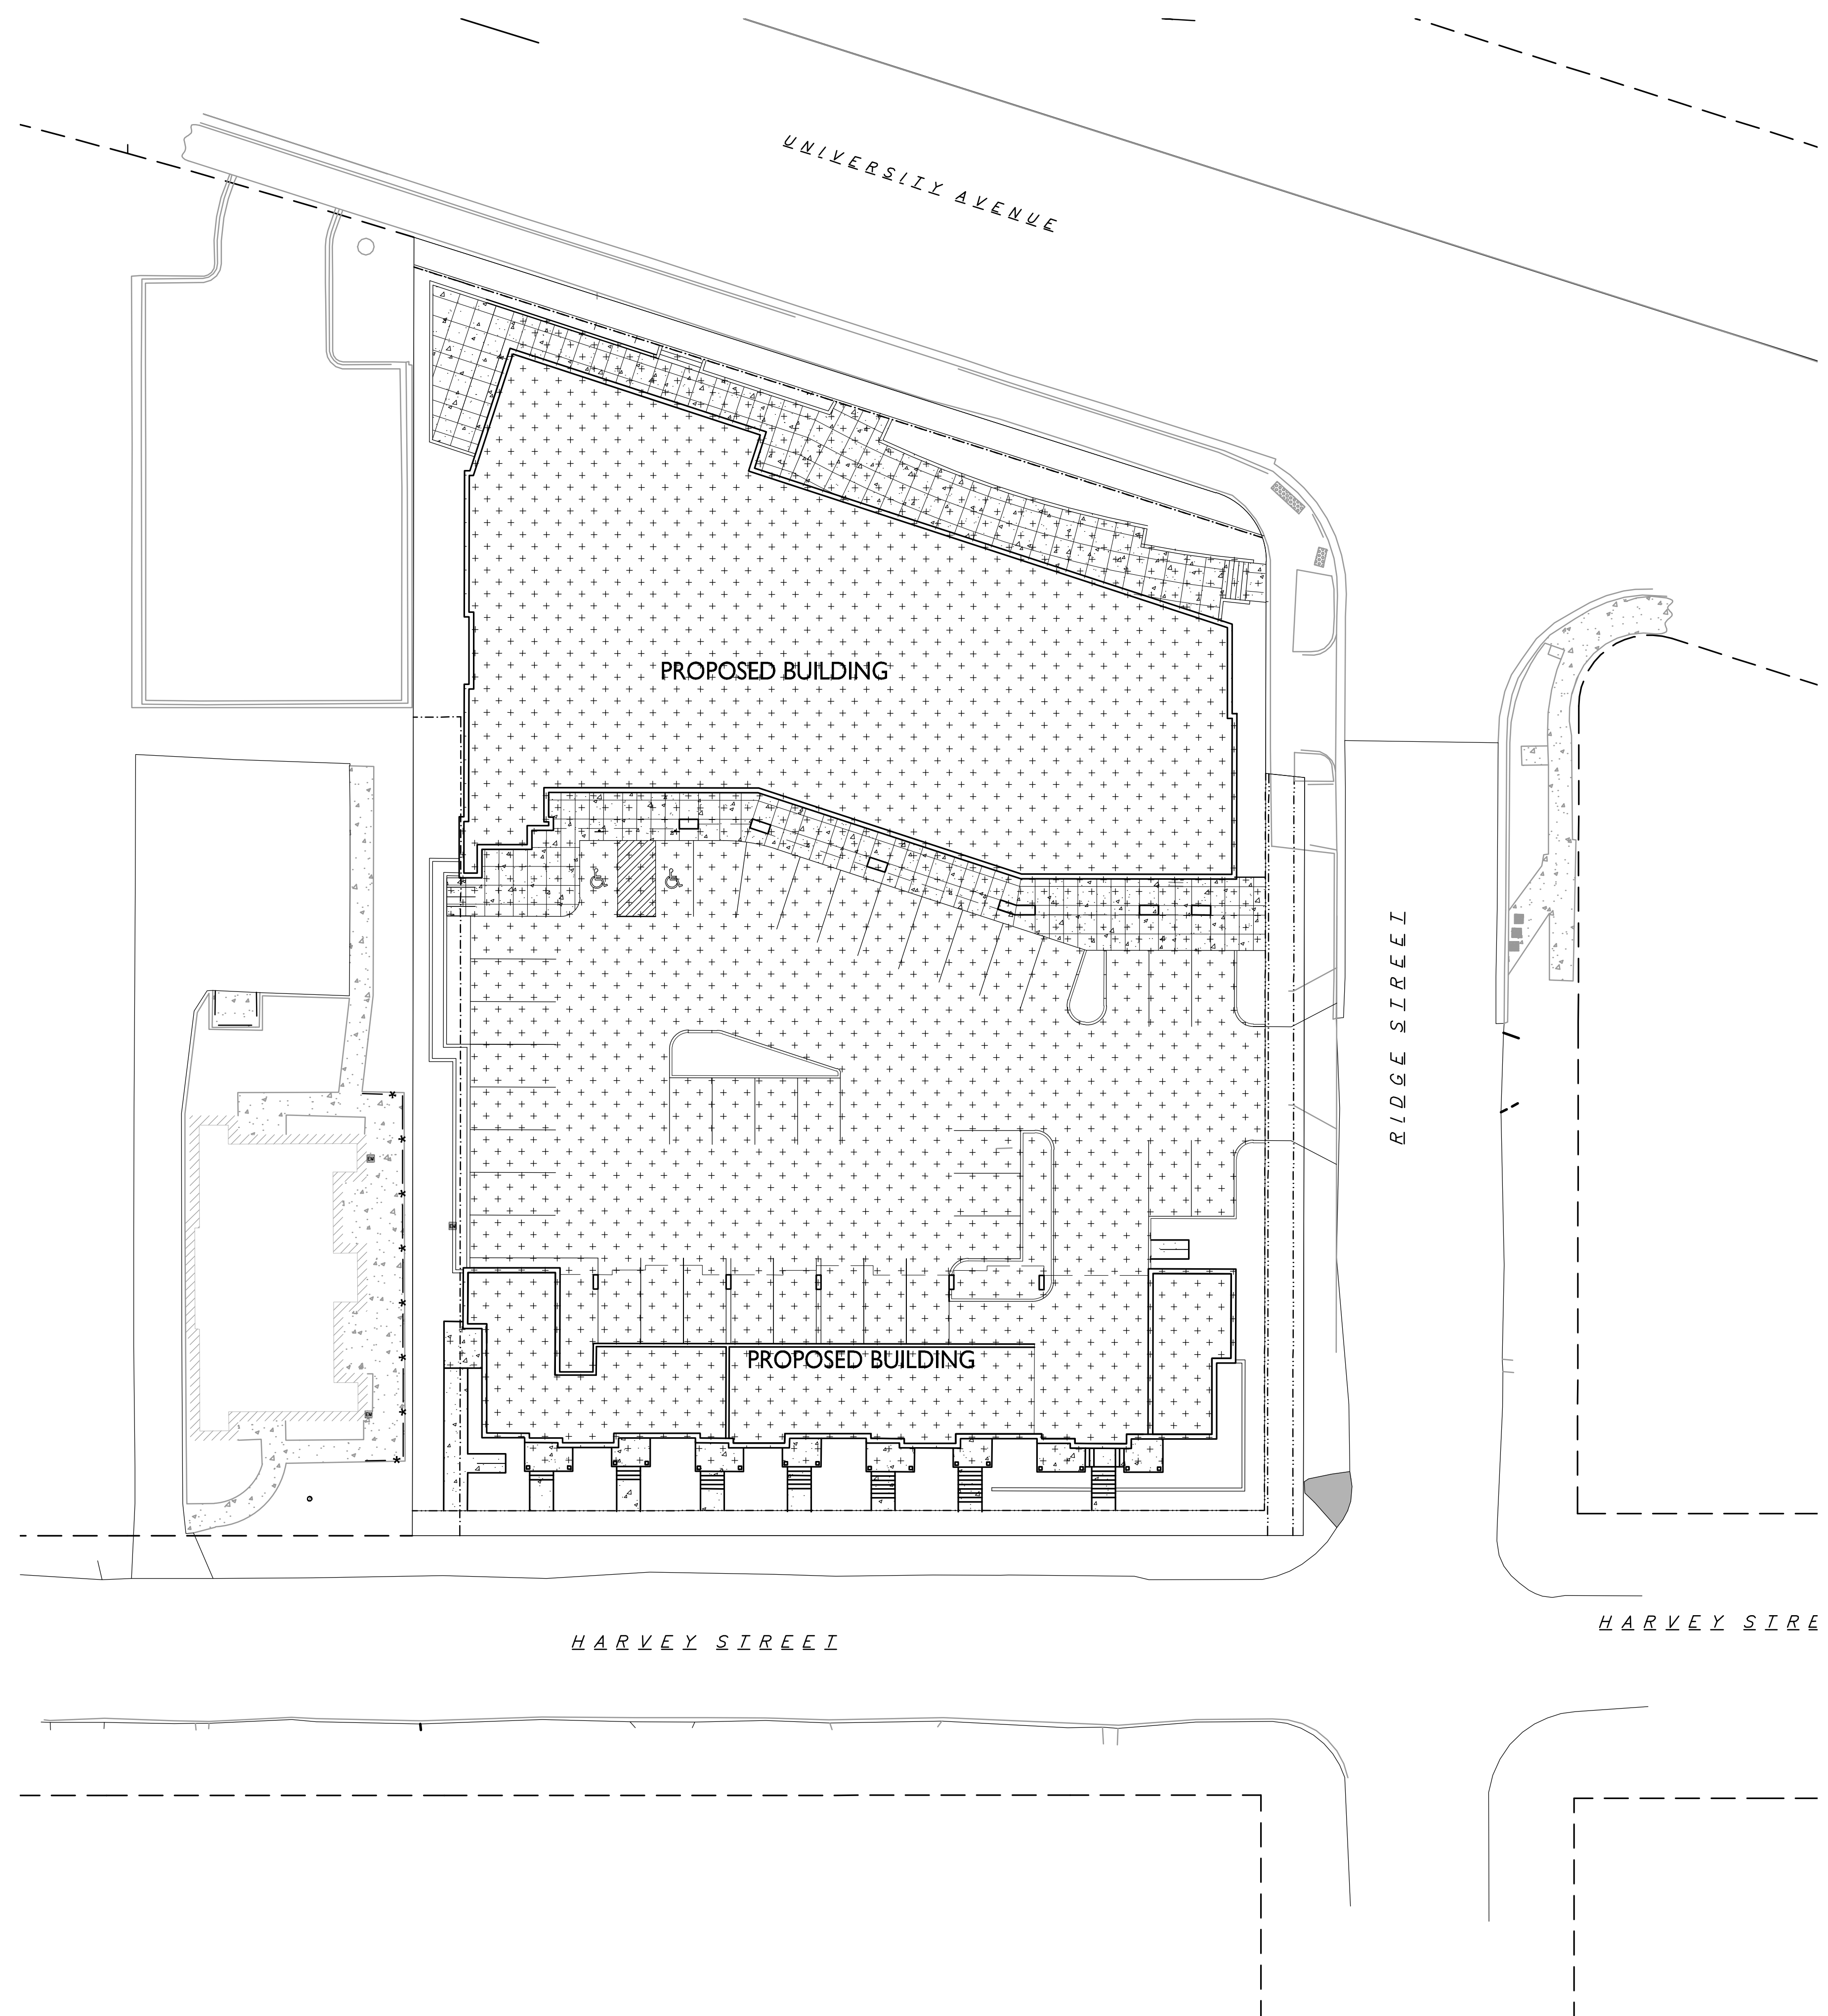 UNIVERSITY AVENUE
PROPOSED BUILDING
RIDGE STREET
PROPOSED BUILDING
HARVEY STREET
HARVEY STRE